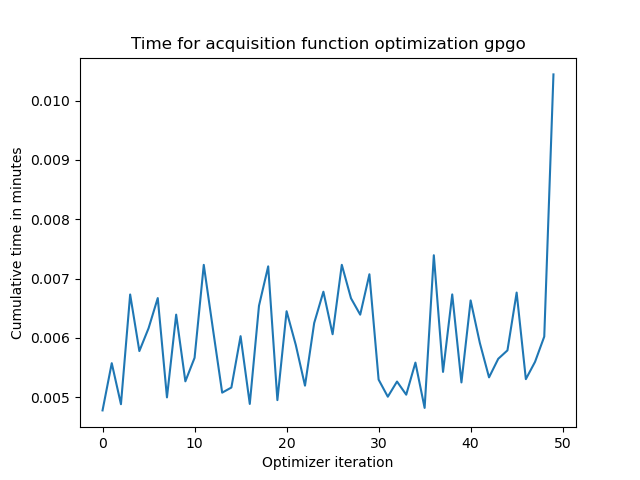 Time for acquisition function optimization gpgo
Cumulative time in minutes
0.010
0.009
0.008
0.007
0.006
0.005
0 10 20 30 40 50
Optimizer iteration